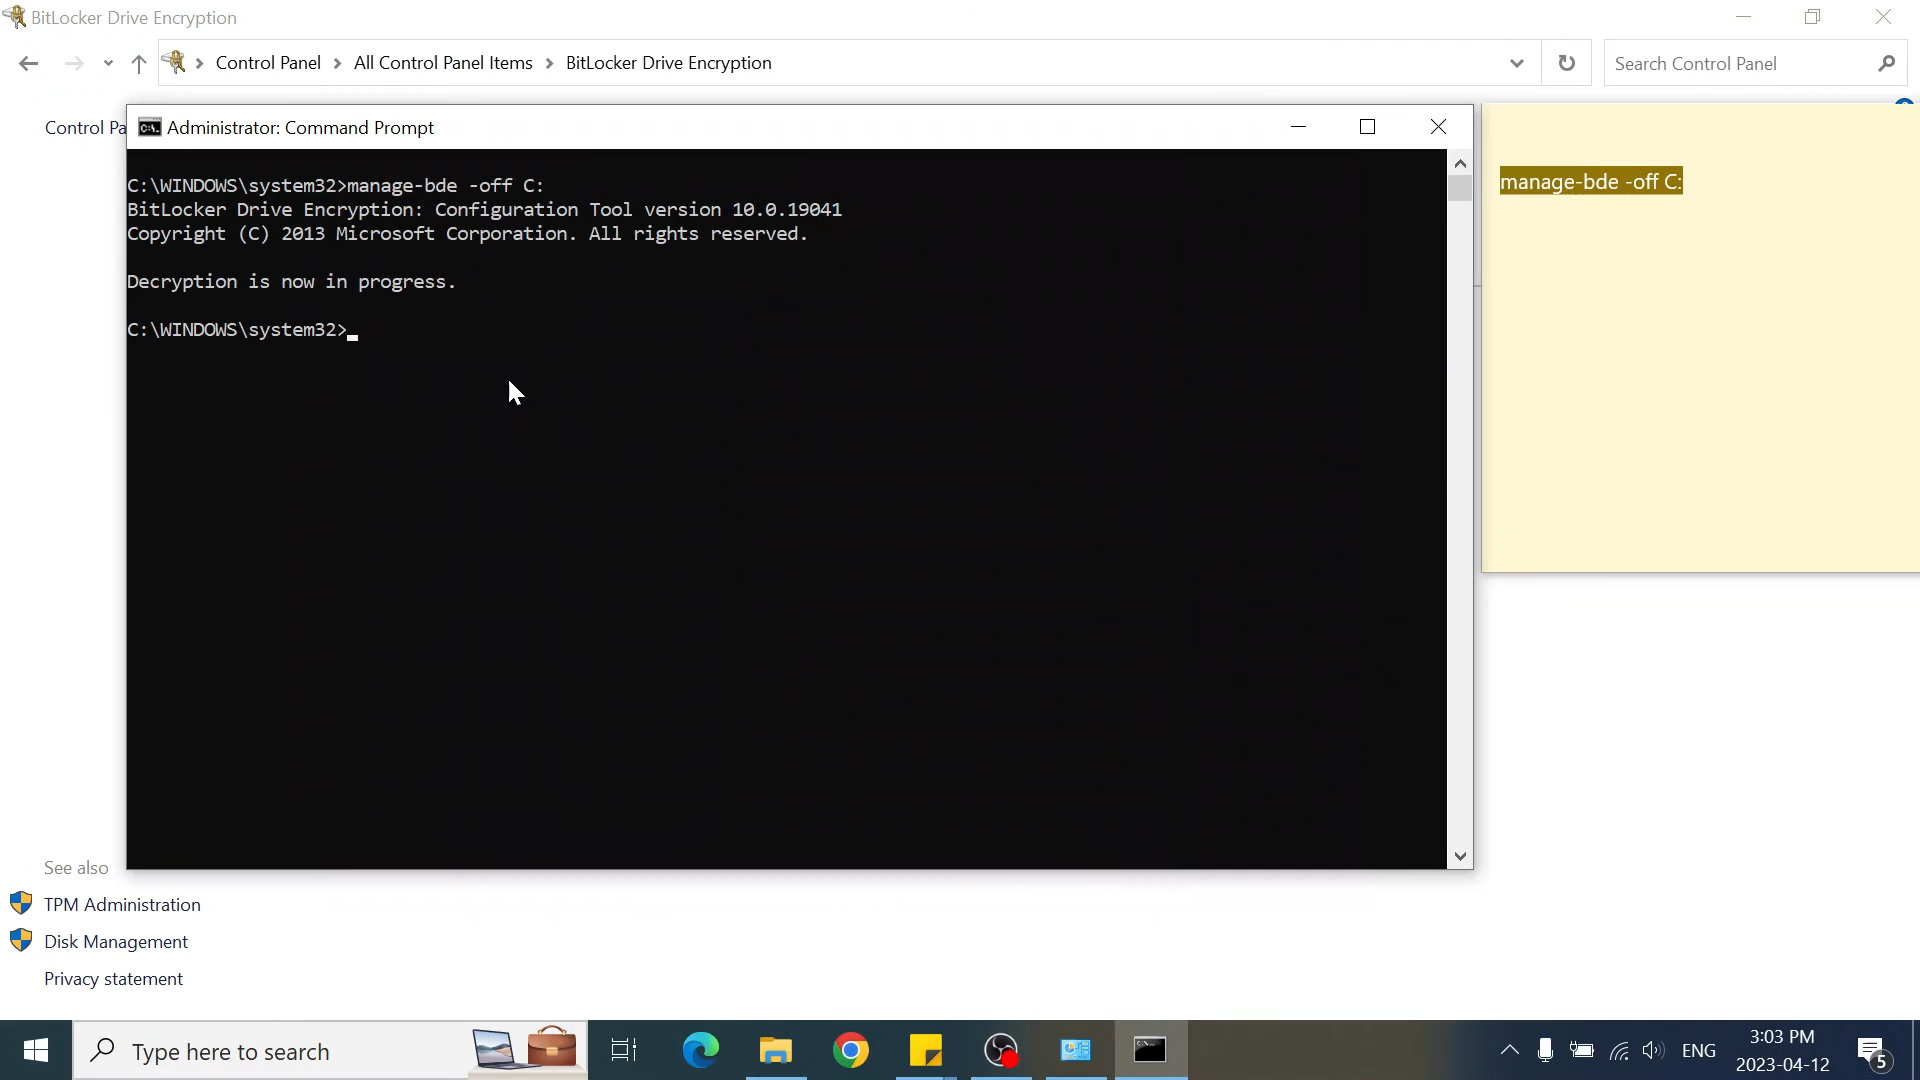 BitLocker Drive Encryption
Control Panel All Control Panel Items BitLocker Drive Encryption
Search Control Panel
Control Pa
Administrator: Command Prompt
C:\WINDOWS\system32>manage-bde -off C:
BitLocker Drive Encryption: Configuration Tool version 10.0.19041
Copyright (C) 2013 Microsoft Corporation. All rights reserved.
Decryption is now in progress.
C:\WINDOWS\system32>
manage-bde -off C:
See also
TPM Administration
Disk Management
Privacy statement
Type here to search
ENG
3:03 PM
2023-04-12
5